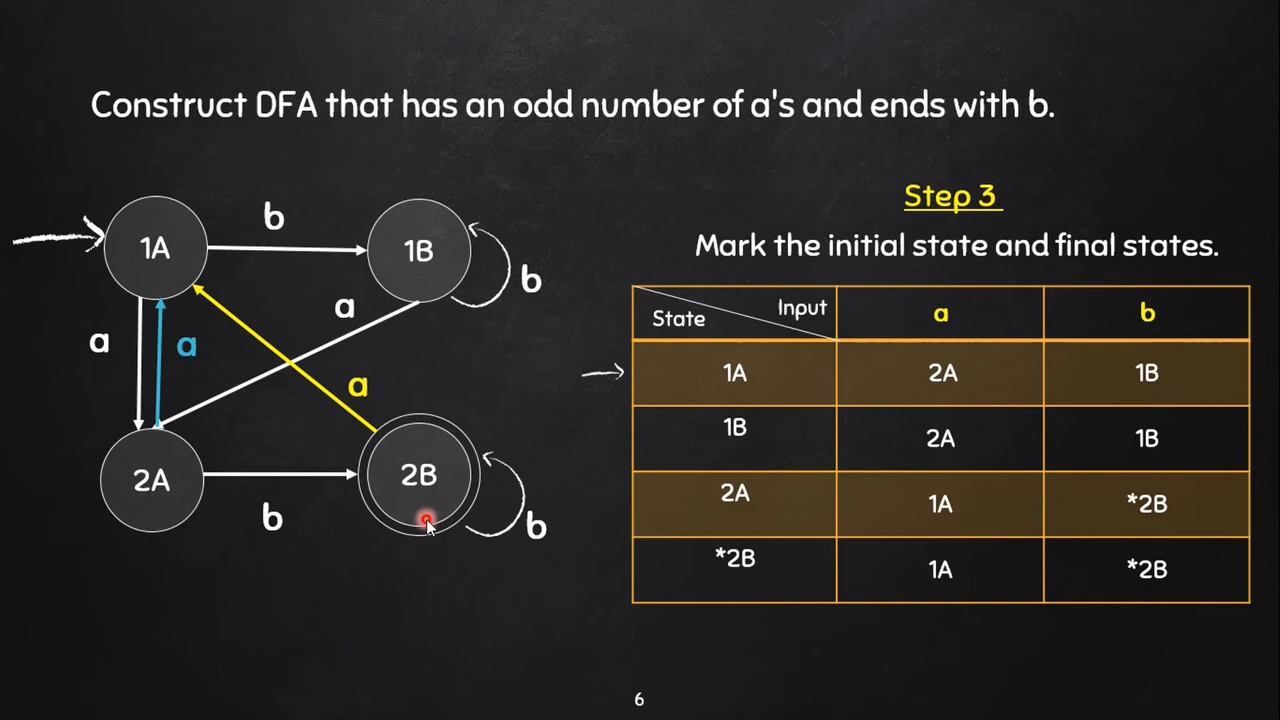 Construct DFA that has an odd number of a's and ends with b.
Step 3
Mark the initial state and final states.
1A
b
1B
b
a
a
a
a
2A
b
2B
b
State Input a b
1A 2A 1B
1B 2A 1B
2A 1A *2B
*2B 1A *2B
6